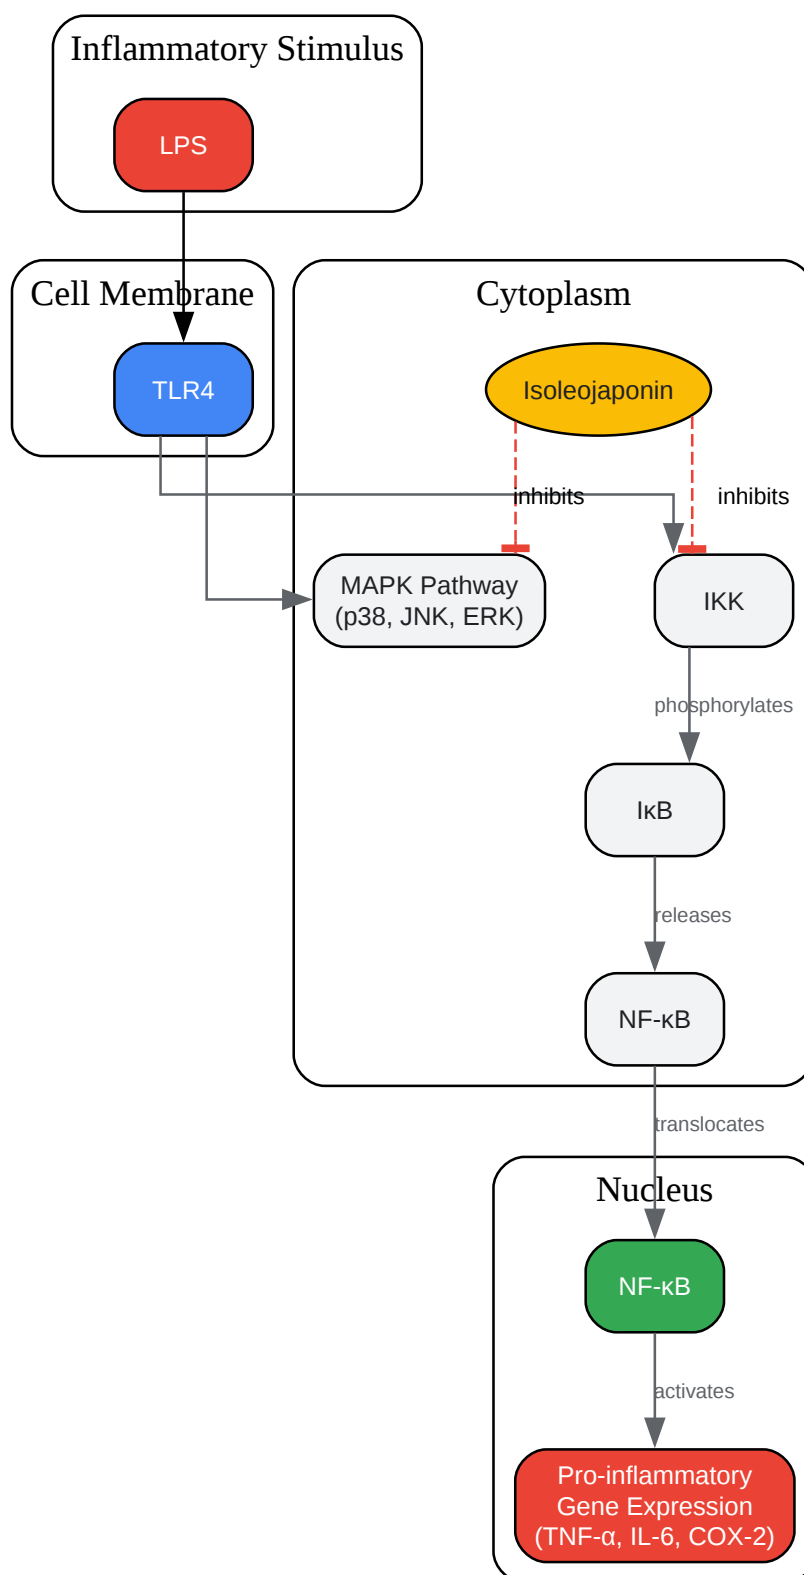 Inflammatory Stimulus
LPS
Cell Membrane
TLR4
Cytoplasm
Isoleojaponin
inhibits
inhibits
MAPK Pathway
(p38, JNK, ERK)
IKK
phosphorylates
IκB
releases
NF-κB
translocates
Nucleus
NF-κB
activates
Pro-inflammatory
Gene Expression
(TNF-α, IL-6, COX-2)